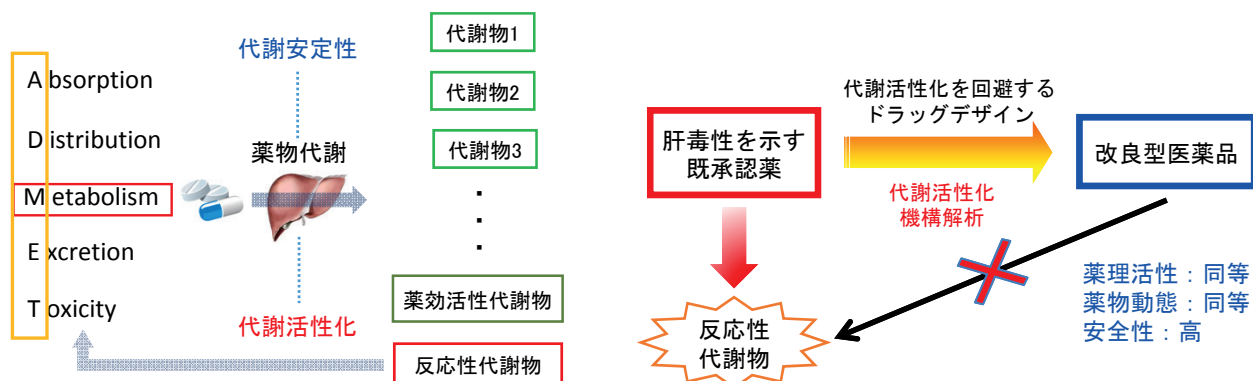 Absorption
Distribution
Metabolism
Excretion
Toxicity
代謝安定性
薬物代謝
代謝活性化
代謝物1
代謝物2
代謝物3
・
・
・
薬効活性代謝物
反応性代謝物
肝毒性を示す
既承認薬
代謝活性化を回避する
ドラッグデザイン
代謝活性化
機構解析
改良型医薬品
反応性
代謝物
薬理活性：同等
薬物動態：同等
安全性：高